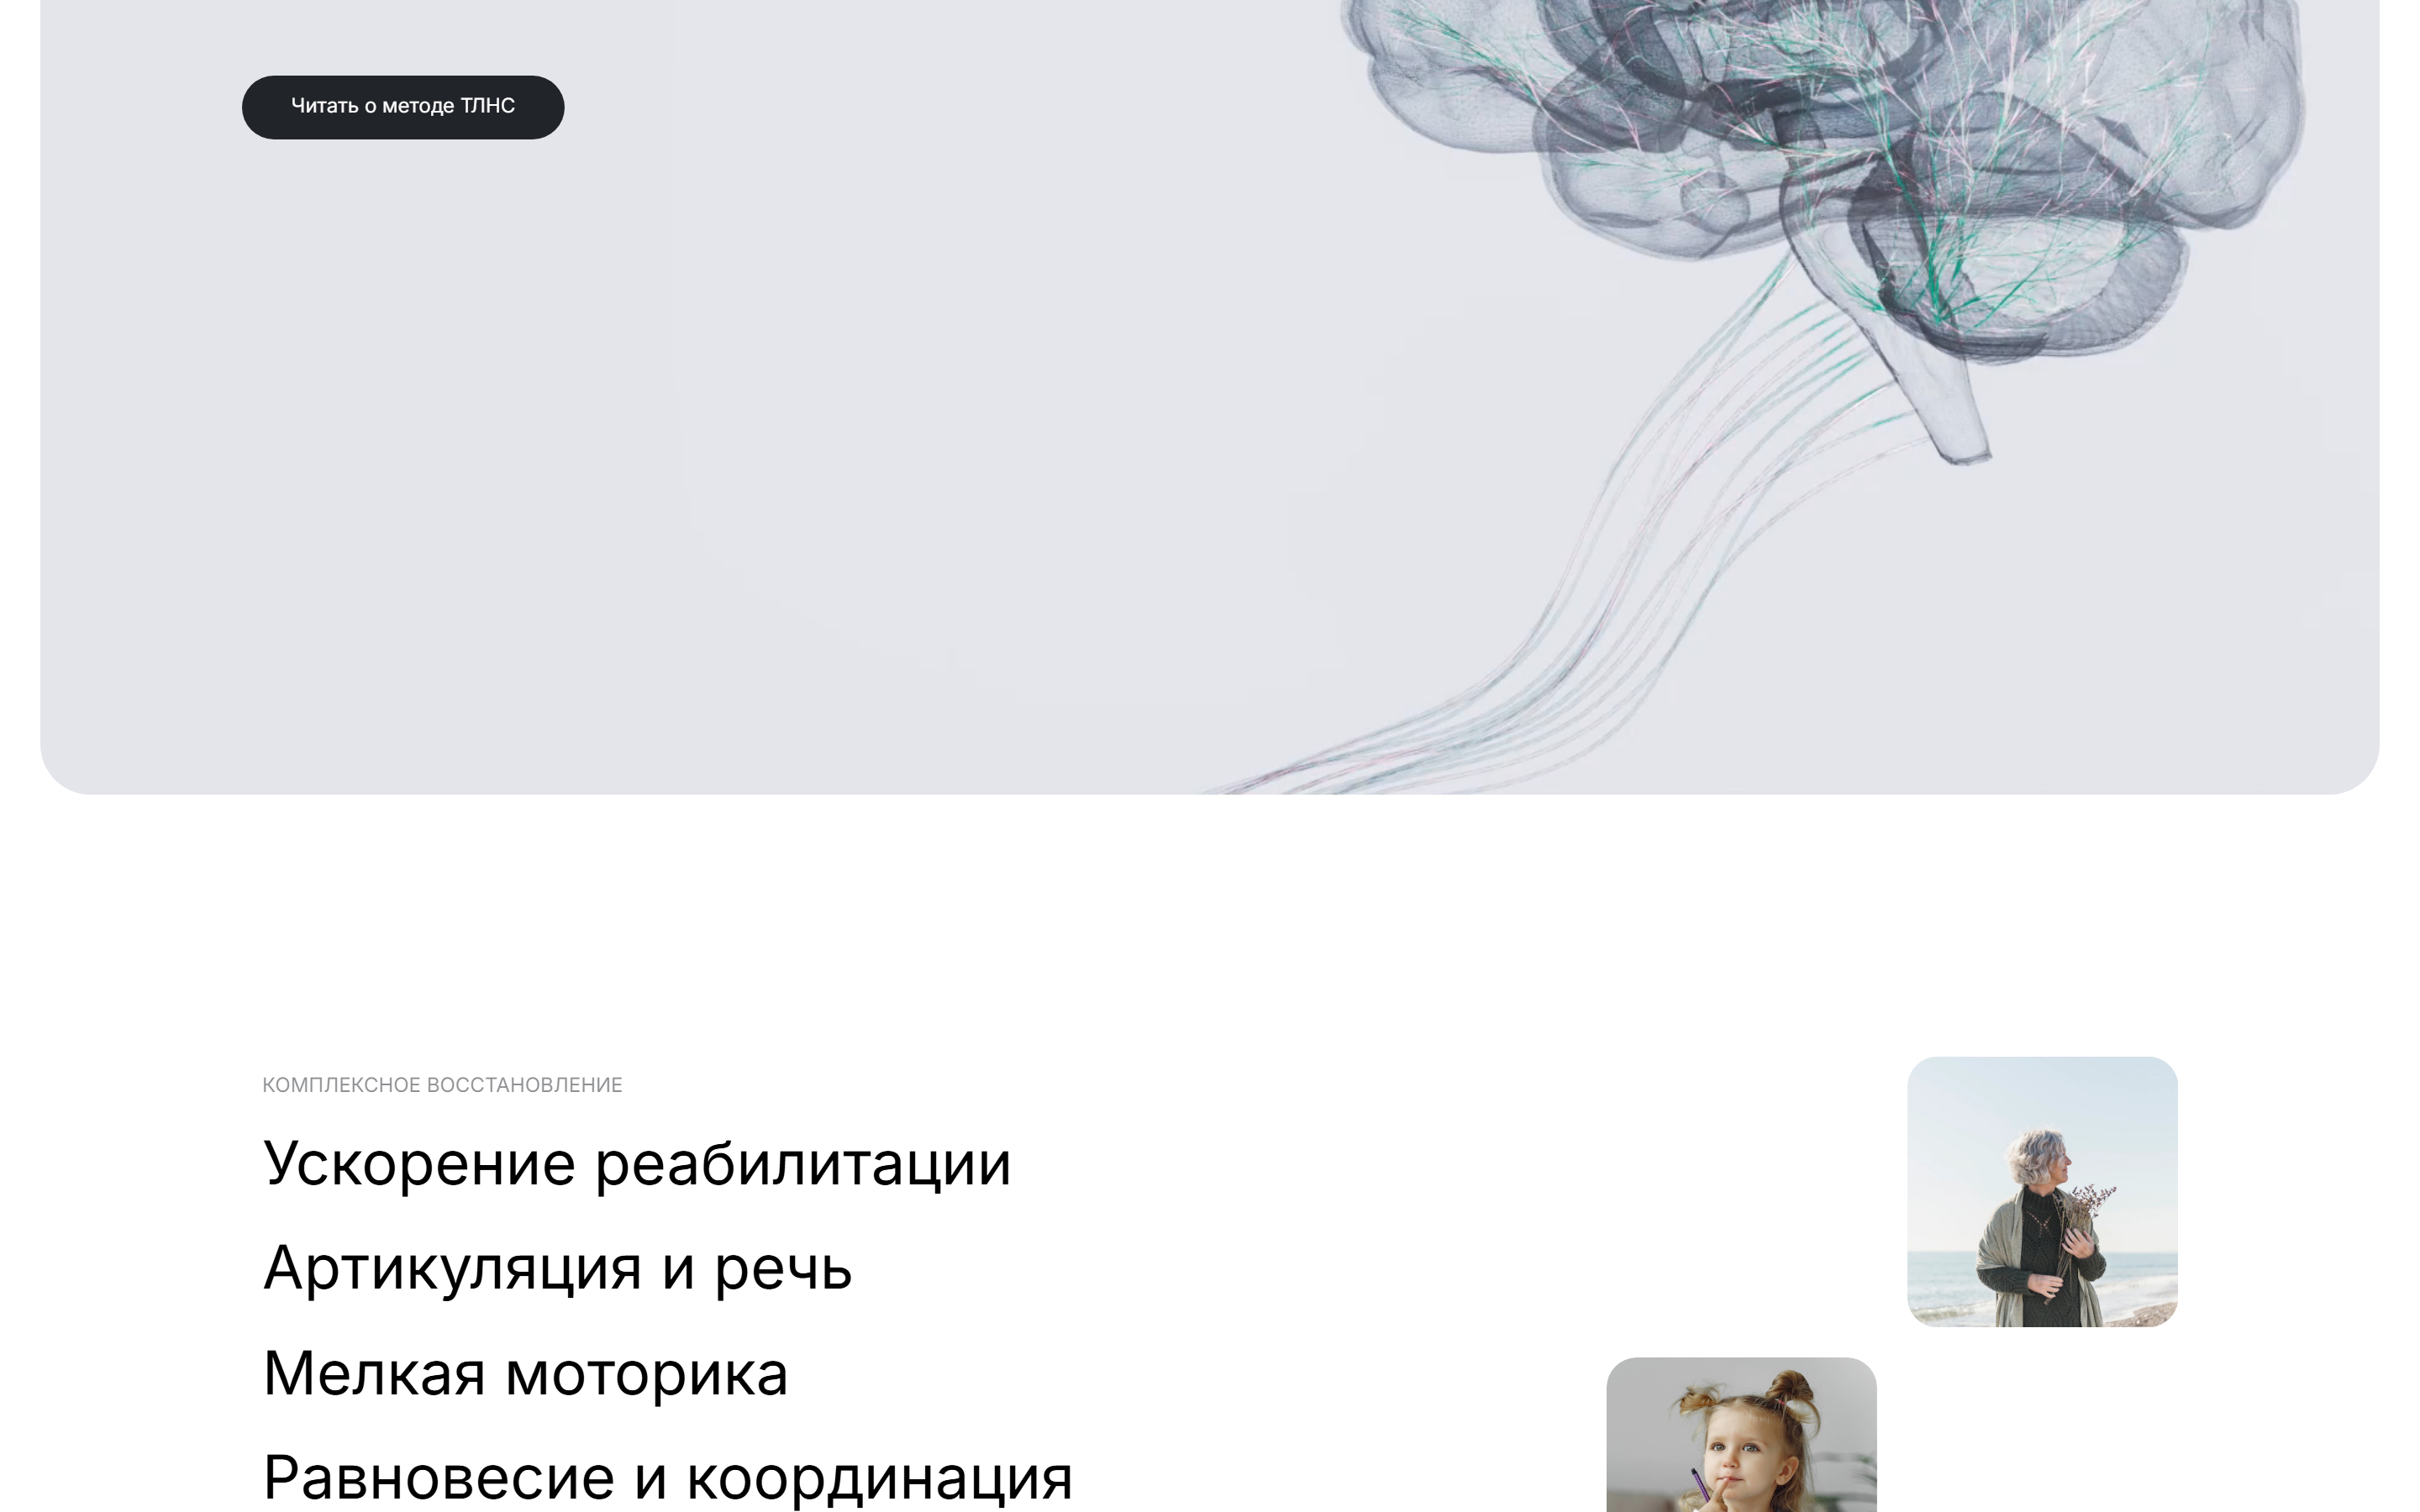 Читать о методе ТЛНС
КОМПЛЕКСНОЕ ВОССТАНОВЛЕНИЕ
Ускорение реабилитации
Артикуляция и речь
Мелкая моторика
Равновесие и координация